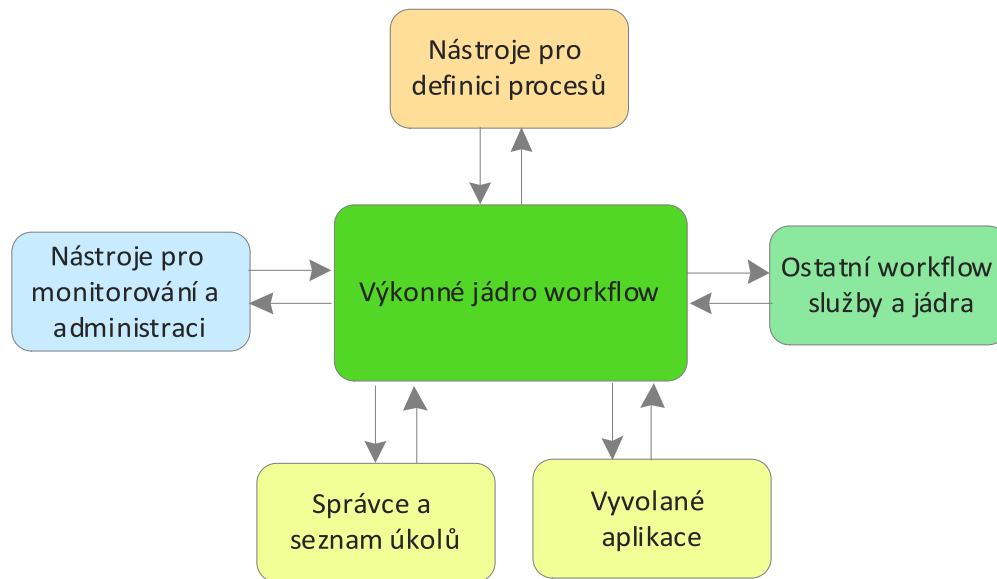 Nástroje pro
definici procesů
Nástroje pro
monitorování a
administraci
Výkonné jádro workflow
Ostatní workflow
služby a jádra
Správce a
seznam úkolů
Vyvolané
aplikace